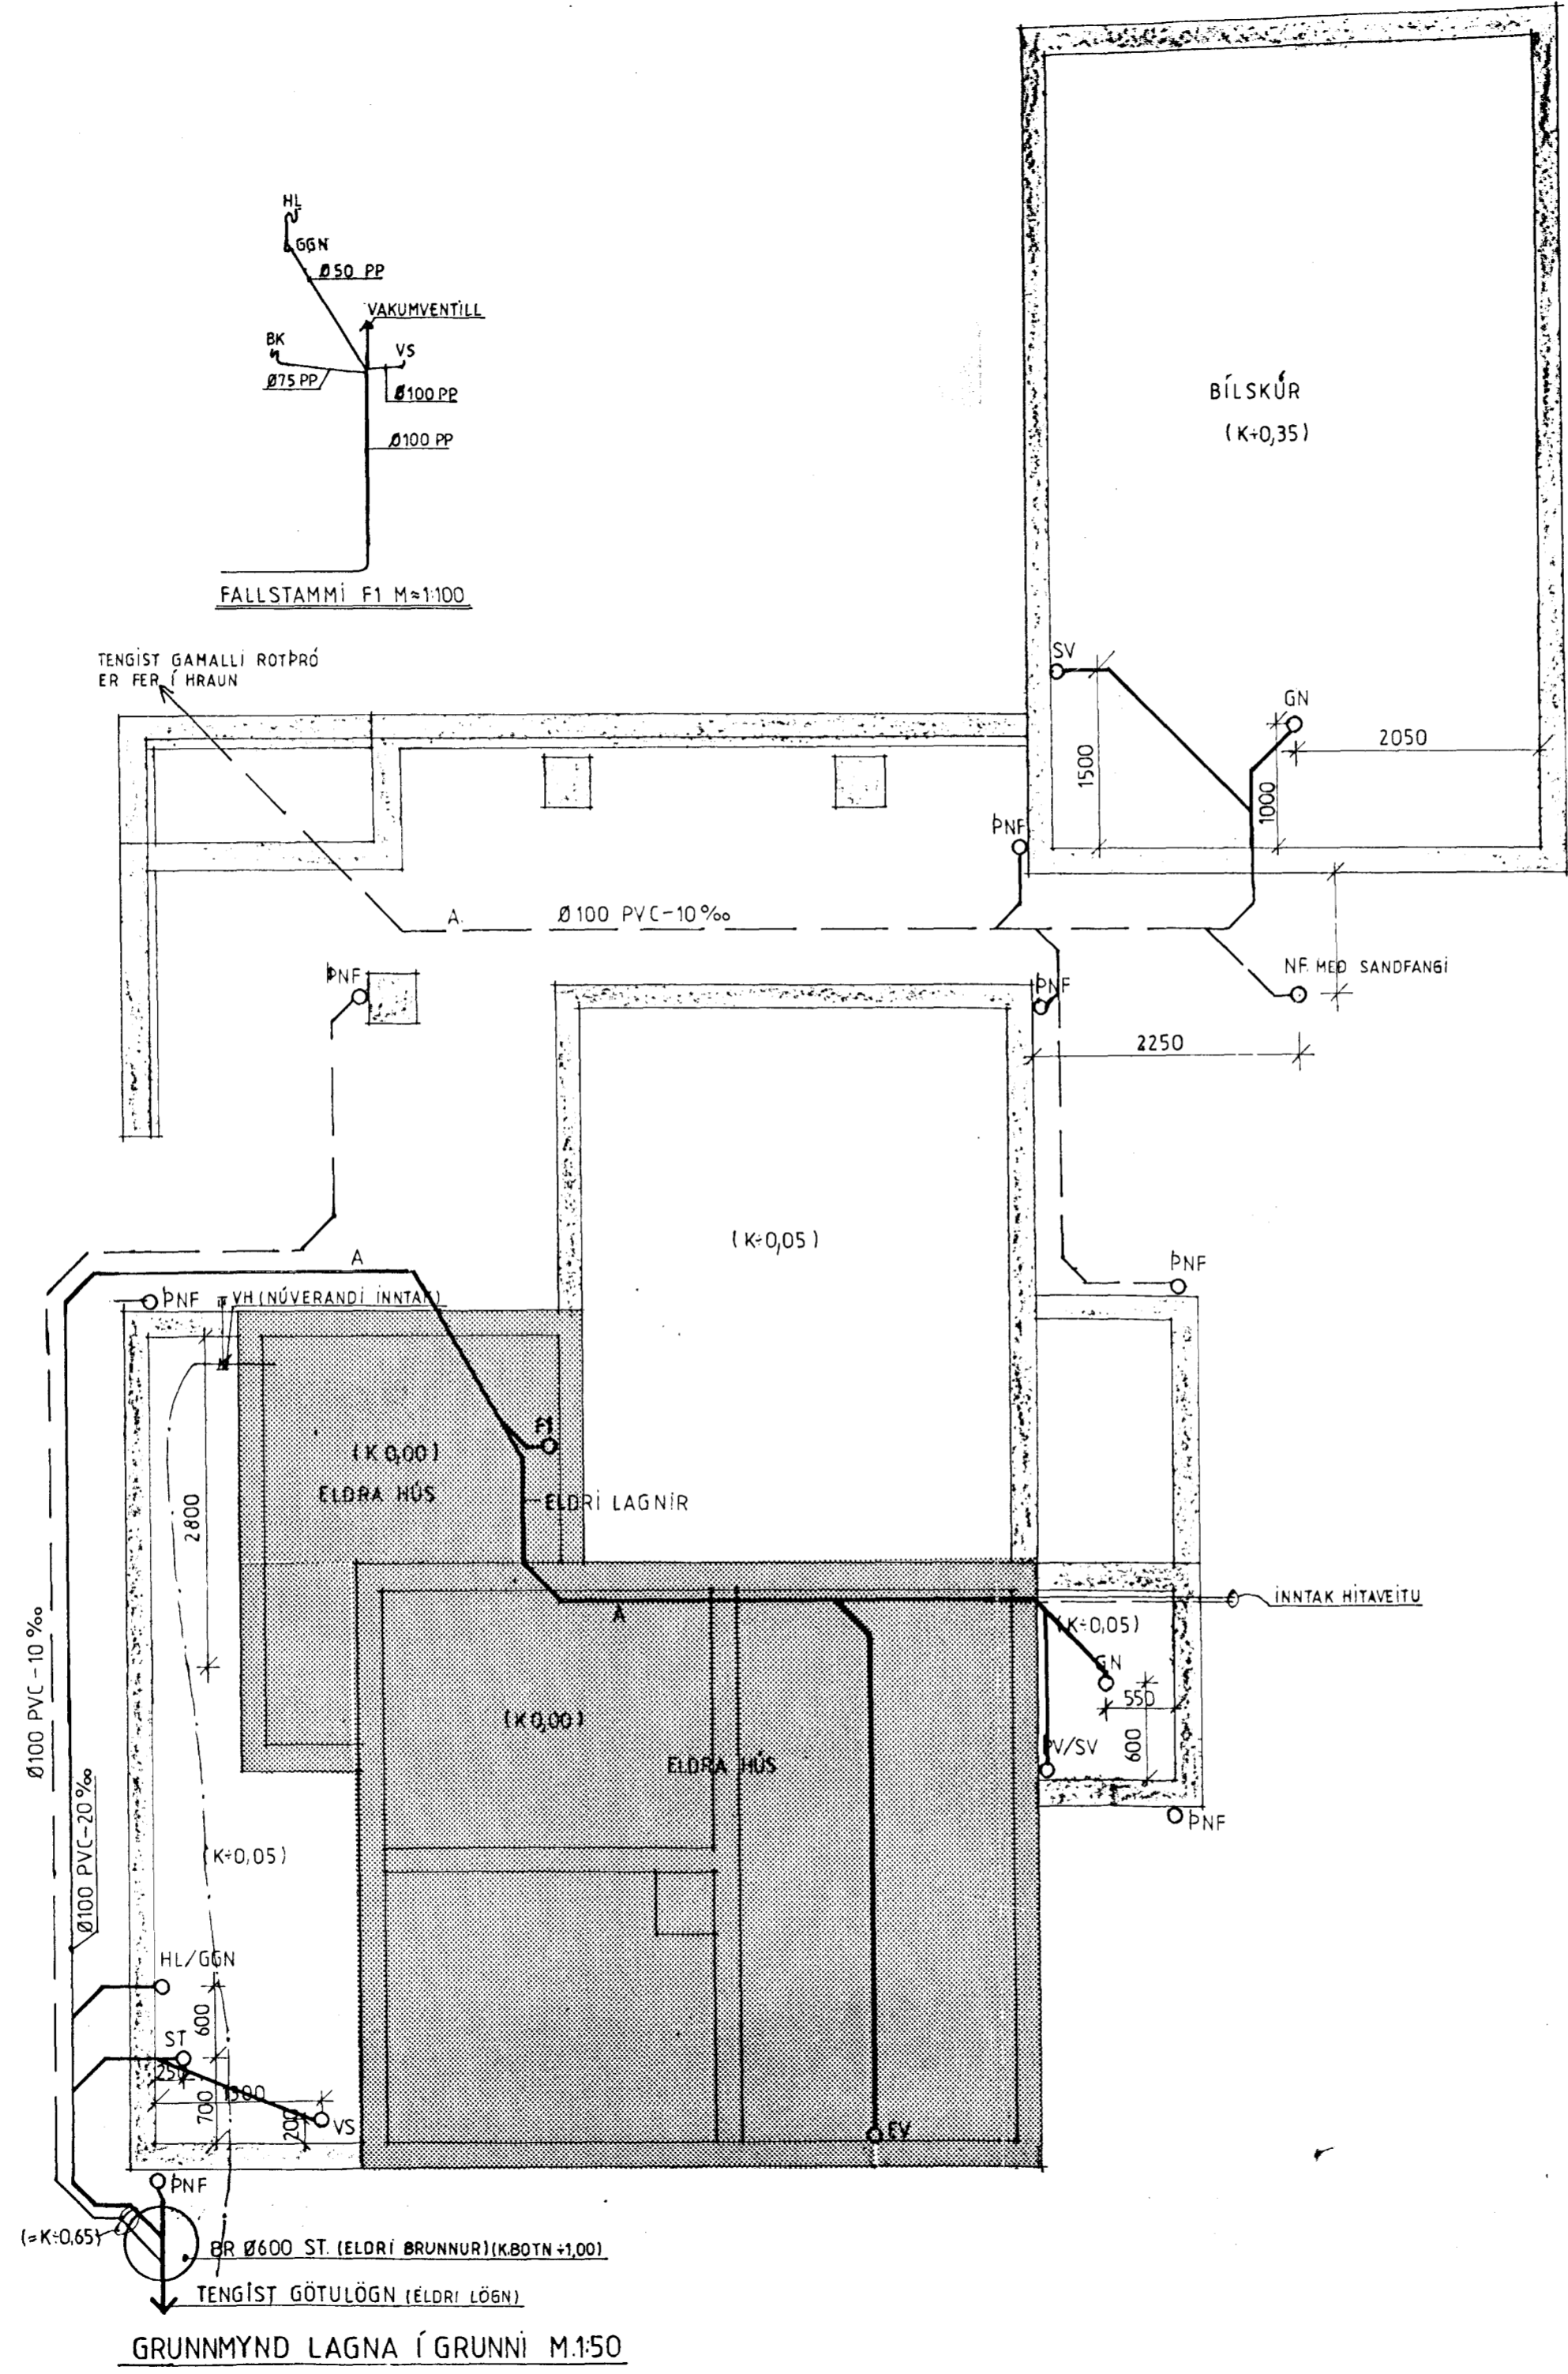 HL
GGN
Ø50 PP
VAKUMVENTILL
BK
VS
Ø75 PP
Ø100 PP
Ø100 PP
FALLSTAMMI F1 M≈1:100
BÍLSKÚR
(K÷0,35)
TENGIST GAMALLI ROTÞRÓ
ER FER Í HRAUN
SV
GN
2050
1500
1000
ÞNF
A.
Ø100 PVC-10‰
ÞNF
NF. MEÐ SANDFANGI
ÞNF
2250
(K÷0,05)
A
ÞNF
ÞNF
VH (NÚVERANDI INNTAK)
(K 0,00)
ELDRA HÚS
F1
ELDRI LAGNIR
2800
A
INNTAK HITAVEITU
(K÷0,05)
GN
550
600
ÞV/SV
ÞNF
(K 0,00)
ELDRA HÚS
Ø100 PVC-10‰
Ø100 PVC-20‰
(K÷0,05)
HL/GGN
600
ST
250
1300
700
200
VS
EV
ÞNF
(=K÷0,65)
BR Ø600 ST. (ELDRI BRUNNUR)(K.BOTN ÷1,00)
TENGIST GÖTULÖGN (ELDRI LÖGN)
GRUNNMYND LAGNA Í GRUNNI M.1:50